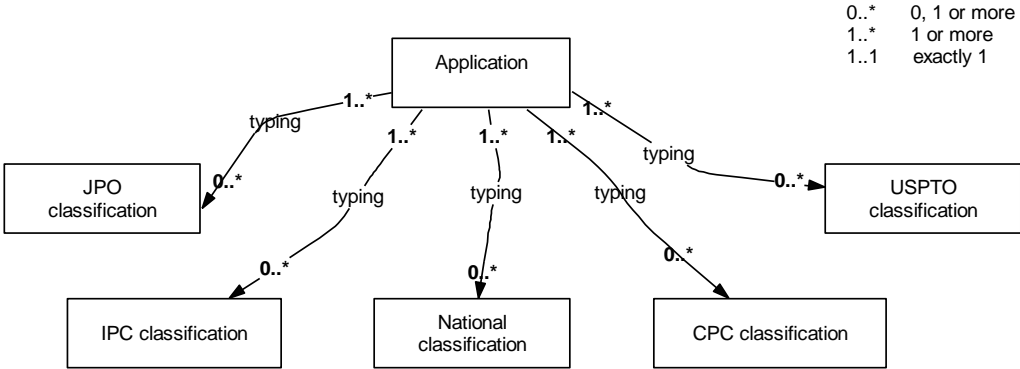 0..* 0, 1 or more
1..* 1 or more
1..1 exactly 1
Application
1..*
1..*
1..*
1..*
1..*
typing
typing
typing
typing
typing
0..*
0..*
0..*
0..*
0..*
JPO
classification
USPTO
classification
IPC classification
National
classification
CPC classification